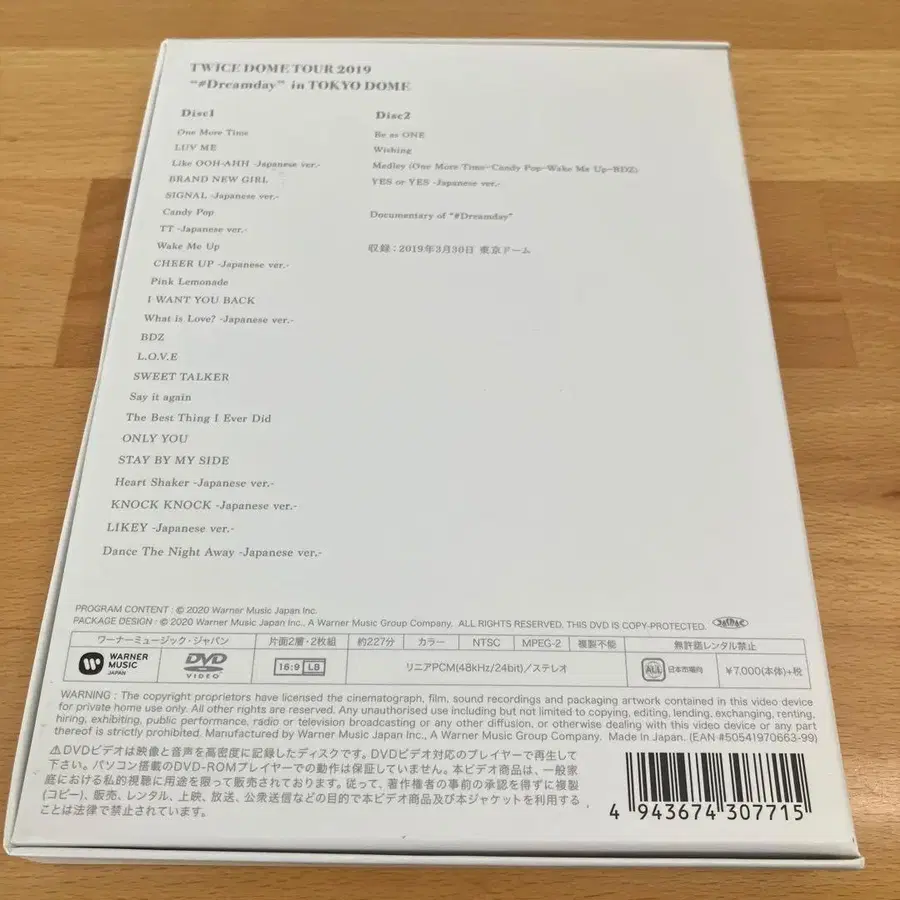 TWICE DOME TOUR 2019
"#Dreamday" in TOKYO DOME
Disc1
One More Time
LUV ME
Like OOH-AHH -Japanese ver.-
BRAND NEW GIRL
SIGNAL -Japanese ver.-
Candy Pop
TT -Japanese ver.-
Wake Me Up
CHEER UP -Japanese ver.-
Pink Lemonade
I WANT YOU BACK
What is Love? -Japanese ver.-
BDZ
L.O.V.E
SWEET TALKER
Say it again
The Best Thing I Ever Did
ONLY YOU
STAY BY MY SIDE
Heart Shaker -Japanese ver.-
KNOCK KNOCK -Japanese ver.-
LIKEY -Japanese ver.-
Dance The Night Away -Japanese ver.-
Disc2
Be as ONE
Wishing
Medley (One More Time~Candy Pop~Wake Me Up~BDZ)
YES or YES -Japanese ver.-
Documentary of "#Dreamday"
収録:2019年3月30日 東京ドーム
PROGRAM CONTENT : © 2020 Warner Music Japan Inc.
PACKAGE DESIGN : © 2020 Warner Music Japan Inc., A Warner Music Group Company. ALL RIGHTS RESERVED, THIS DVD IS COPY-PROTECTED.
ワーナーミュージック・ジャパン 片面2層・2枚組 約227分 カラー NTSC MPEG-2 複製不能 無許諾レンタル禁止
WARNER MUSIC JAPAN DVD VIDEO 16:9 LB リニアPCM(48kHz/24bit)/ステレオ ALL 日本市場向 ¥7,000(本体)+税
WARNING : The copyright proprietors have licensed the cinematograph, film, sound recordings and packaging artwork contained in this video device
for private home use only. All other rights are reserved. Any unauthorised use including but not limited to copying, editing, lending, exchanging, renting,
hiring, exhibiting, public performance, radio or television broadcasting or any other diffusion, or otherwise dealing with this video device or any part
thereof is strictly prohibited. Manufactured by Warner Music Japan Inc., A Warner Music Group Company. Made in Japan. (EAN #50541970663-99)
⚠DVDビデオは映像と音声を高密度に記録したディスクです。DVDビデオ対応のプレイヤーで再生して
下さい。パソコン搭載のDVD-ROMプレイヤーでの動作は保証していません。本ビデオ商品は、一般家
庭における私的視聴に用途を限って販売されております。従って、著作権者の事前の承認を得ずに複製
(コピー)、販売、レンタル、上映、放送、公衆送信などの目的で本ビデオ商品及び本ジャケットを利用する
ことは法律で禁止されています。
4 943674 307715